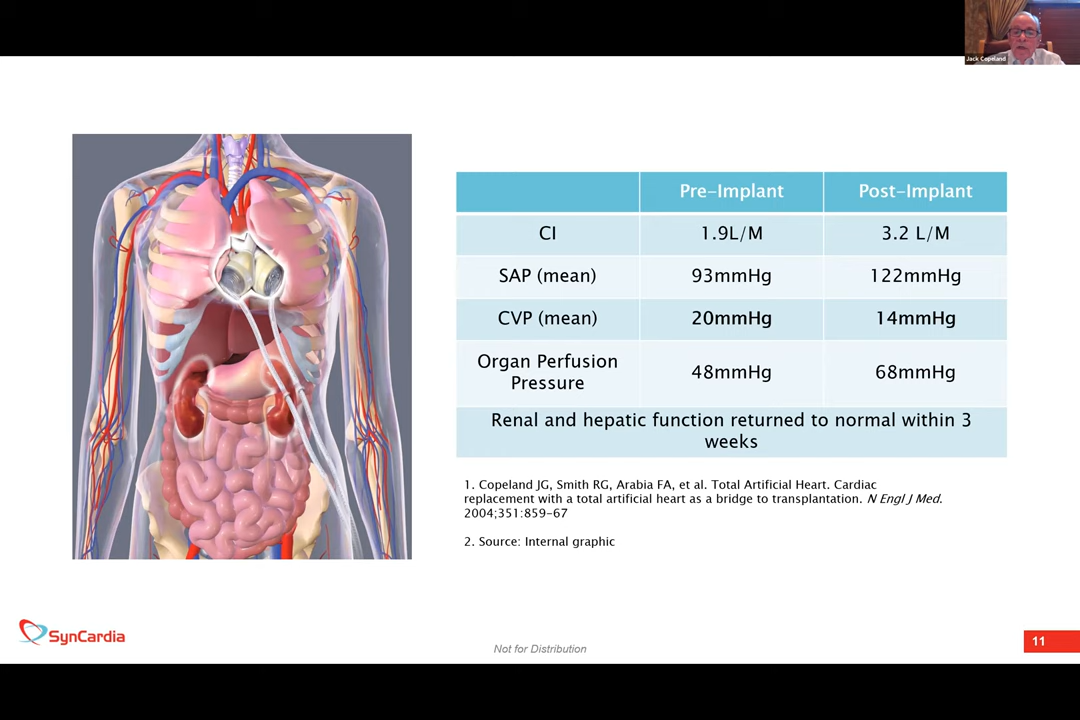 Jack Copeland
Pre-Implant Post-Implant
CI 1.9L/M 3.2 L/M
SAP (mean) 93mmHg 122mmHg
CVP (mean) 20mmHg 14mmHg
Organ Perfusion
Pressure 48mmHg 68mmHg
Renal and hepatic function returned to normal within 3
weeks
1. Copeland JG, Smith RG, Arabia FA, et al. Total Artificial Heart. Cardiac
replacement with a total artificial heart as a bridge to transplantation. N Engl J Med.
2004;351:859-67
2. Source: Internal graphic
SynCardia
Not for Distribution
11